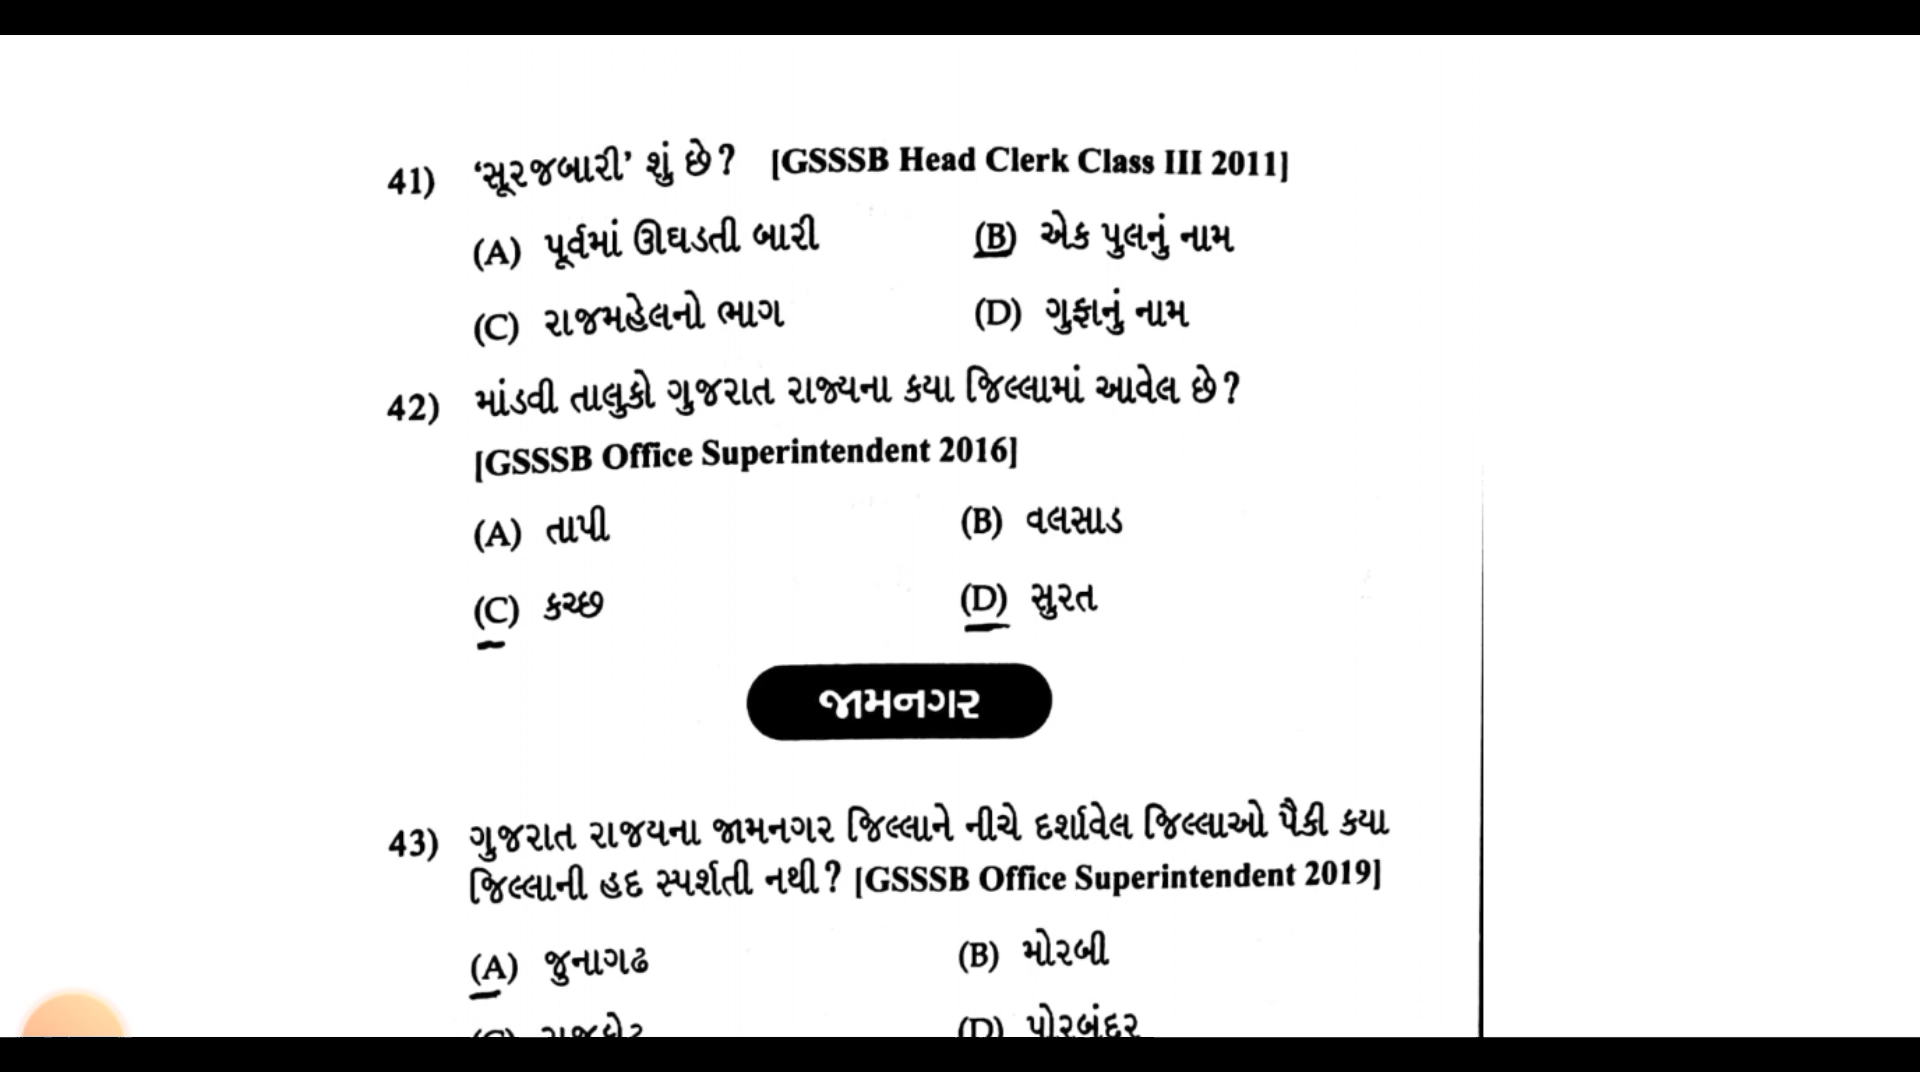 41) 'સૂરજબારી' શું છે? [GSSSB Head Clerk Class III 2011]
(A) પૂર્વમાં ઊઘડતી બારી (B) એક પુલનું નામ
(C) રાજમહેલનો ભાગ (D) ગુફાનું નામ
42) માંડવી તાલુકો ગુજરાત રાજ્યના કયા જિલ્લામાં આવેલ છે?
[GSSSB Office Superintendent 2016]
(A) તાપી (B) વલસાડ
(C) કચ્છ (D) સુરત
જામનગર
43) ગુજરાત રાજયના જામનગર જિલ્લાને નીચે દર્શાવેલ જિલ્લાઓ પૈકી કયા
જિલ્લાની હદ સ્પર્શતી નથી? [GSSSB Office Superintendent 2019]
(A) જુનાગઢ (B) મોરબી
(D) પોરબંદર